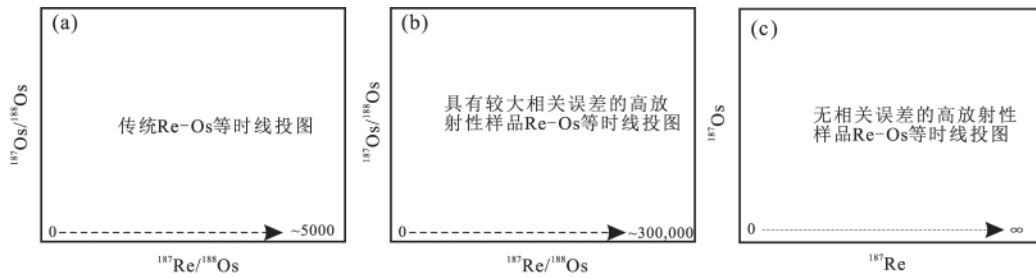 (a)
¹⁸⁷Os/¹⁸⁸Os
传统Re-Os等时线投图
0
~5000
¹⁸⁷Re/¹⁸⁸Os
(b)
¹⁸⁷Os/¹⁸⁸Os
具有较大相关误差的高放
射性样品Re-Os等时线投图
0
~300,000
¹⁸⁷Re/¹⁸⁸Os
(c)
¹⁸⁷Os
无相关误差的高放射性
样品Re-Os等时线投图
0
∞
¹⁸⁷Re